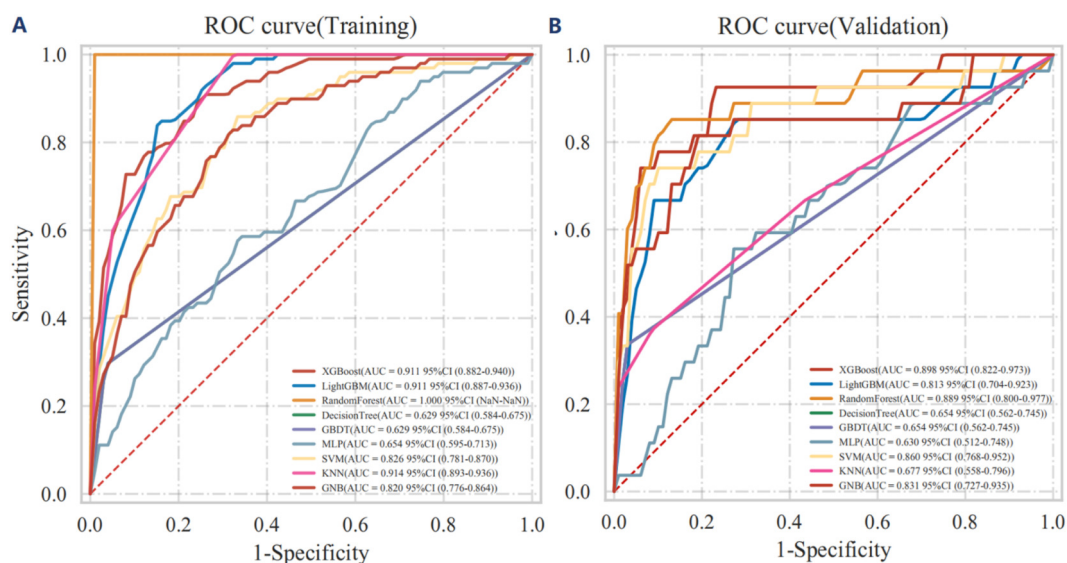 A
ROC curve(Training)
1.0
0.8
0.6
0.4
0.2
0.0
Sensitivity
XGBoost(AUC = 0.911 95%CI (0.882-0.940))
LightGBM(AUC = 0.911 95%CI (0.887-0.936))
RandomForest(AUC = 1.000 95%CI (NaN-NaN))
DecisionTree(AUC = 0.629 95%CI (0.584-0.675))
GBDT(AUC = 0.629 95%CI (0.584-0.675))
MLP(AUC = 0.654 95%CI (0.595-0.713))
SVM(AUC = 0.826 95%CI (0.781-0.870))
KNN(AUC = 0.914 95%CI (0.893-0.936))
GNB(AUC = 0.820 95%CI (0.776-0.864))
0.0 0.2 0.4 0.6 0.8 1.0
1-Specificity
B
ROC curve(Validation)
1.0
0.8
0.6
0.4
0.2
0.0
XGBoost(AUC = 0.898 95%CI (0.822-0.973))
LightGBM(AUC = 0.813 95%CI (0.704-0.923))
RandomForest(AUC = 0.889 95%CI (0.800-0.977))
DecisionTree(AUC = 0.654 95%CI (0.562-0.745))
GBDT(AUC = 0.654 95%CI (0.562-0.745))
MLP(AUC = 0.630 95%CI (0.512-0.748))
SVM(AUC = 0.860 95%CI (0.768-0.952))
KNN(AUC = 0.677 95%CI (0.558-0.796))
GNB(AUC = 0.831 95%CI (0.727-0.935))
0.0 0.2 0.4 0.6 0.8 1.0
1-Specificity